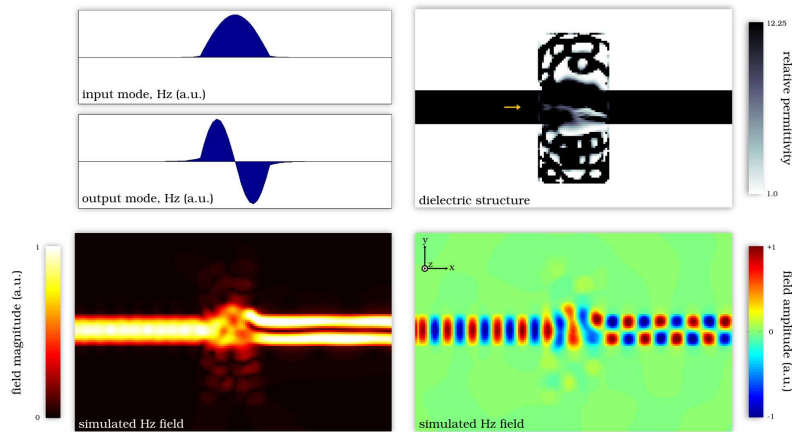 input mode, Hz (a.u.)
output mode, Hz (a.u.)
dielectric structure
12.25
1.0
relative permittivity
1
0
field magnitude (a.u.)
simulated Hz field
y
z
x
simulated Hz field
+1
0
-1
field amplitude (a.u.)